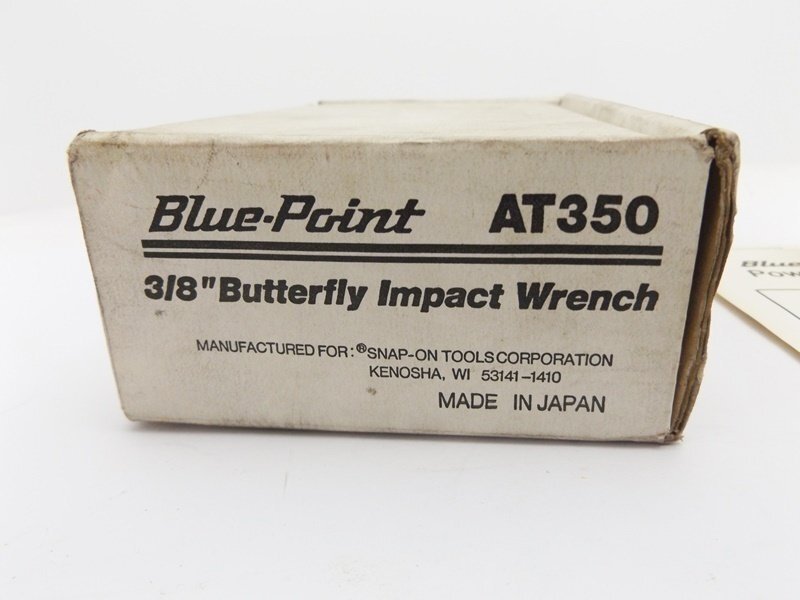 Blue-Point AT350
3/8" Butterfly Impact Wrench
MANUFACTURED FOR: ®SNAP-ON TOOLS CORPORATION
KENOSHA, WI 53141-1410
MADE IN JAPAN
Blue